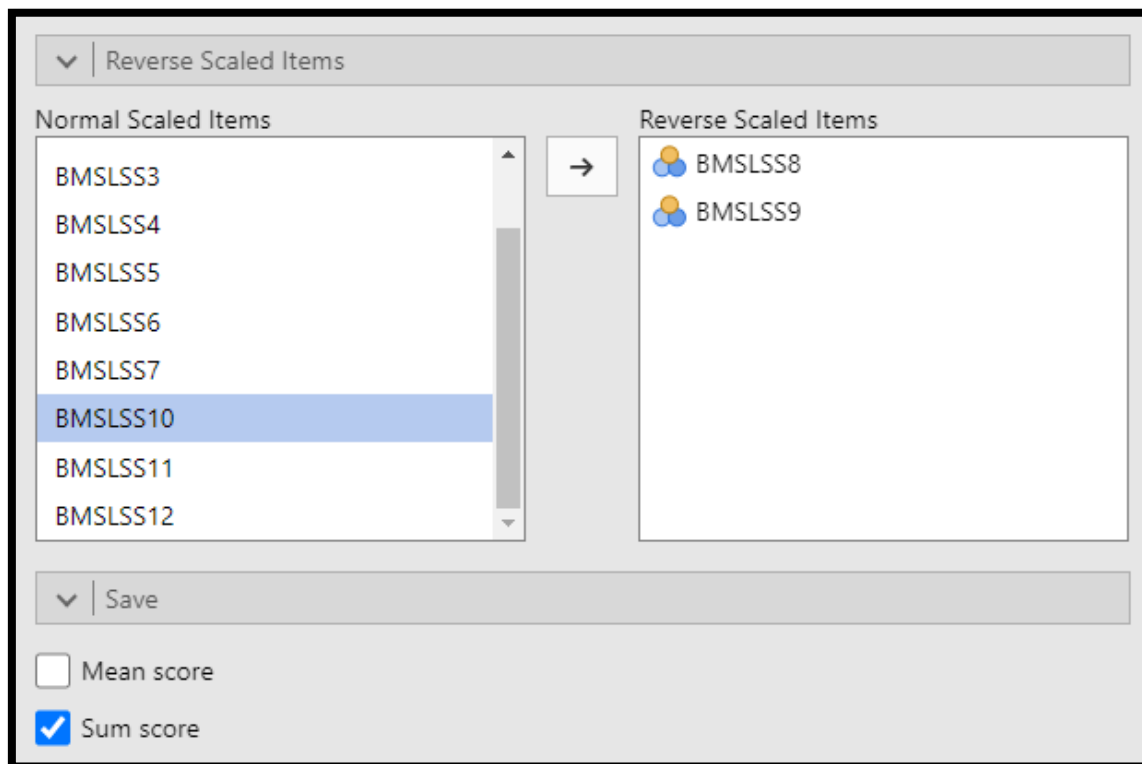 Reverse Scaled Items
Normal Scaled Items
BMSLSS3
BMSLSS4
BMSLSS5
BMSLSS6
BMSLSS7
BMSLSS10
BMSLSS11
BMSLSS12
Reverse Scaled Items
BMSLSS8
BMSLSS9
Save
Mean score
Sum score